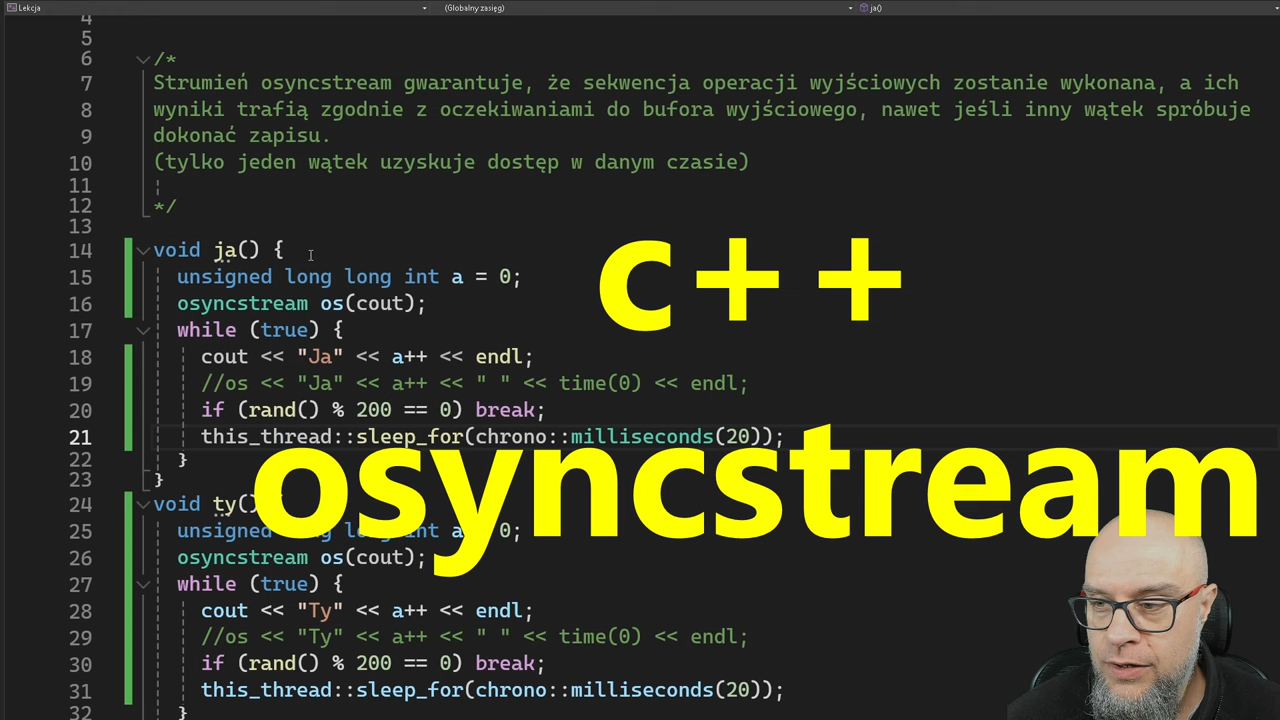 Lekcja (Globalny zasięg) ja()
4
5
6 /*
7 Strumień osyncstream gwarantuje, że sekwencja operacji wyjściowych zostanie wykonana, a ich
8 wyniki trafią zgodnie z oczekiwaniami do bufora wyjściowego, nawet jeśli inny wątek spróbuje
9 dokonać zapisu.
10 (tylko jeden wątek uzyskuje dostęp w danym czasie)
11
12 */
13
14 void ja() {
15 unsigned long long int a = 0;
16 osyncstream os(cout);
17 while (true) {
18 cout << "Ja" << a++ << endl;
19 //os << "Ja" << a++ << " " << time(0) << endl;
20 if (rand() % 200 == 0) break;
21 this_thread::sleep_for(chrono::milliseconds(20));
22 }
23 }
24 void ty() {
25 unsigned long long int a = 0;
26 osyncstream os(cout);
27 while (true) {
28 cout << "Ty" << a++ << endl;
29 //os << "Ty" << a++ << " " << time(0) << endl;
30 if (rand() % 200 == 0) break;
31 this_thread::sleep_for(chrono::milliseconds(20));
32 }
c++
osyncstream